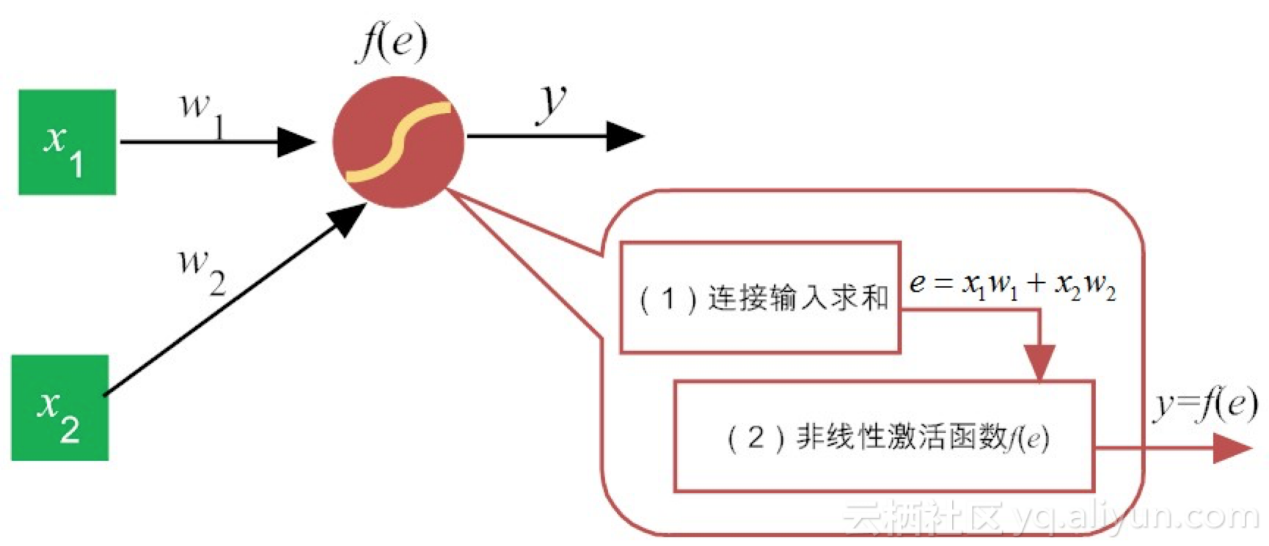 f(e)
w₁
y
x₁
w₂
(1)连接输入求和
e = x₁w₁ + x₂w₂
x₂
y=f(e)
(2)非线性激活函数f(e)
云栖社区 yq.aliyun.com